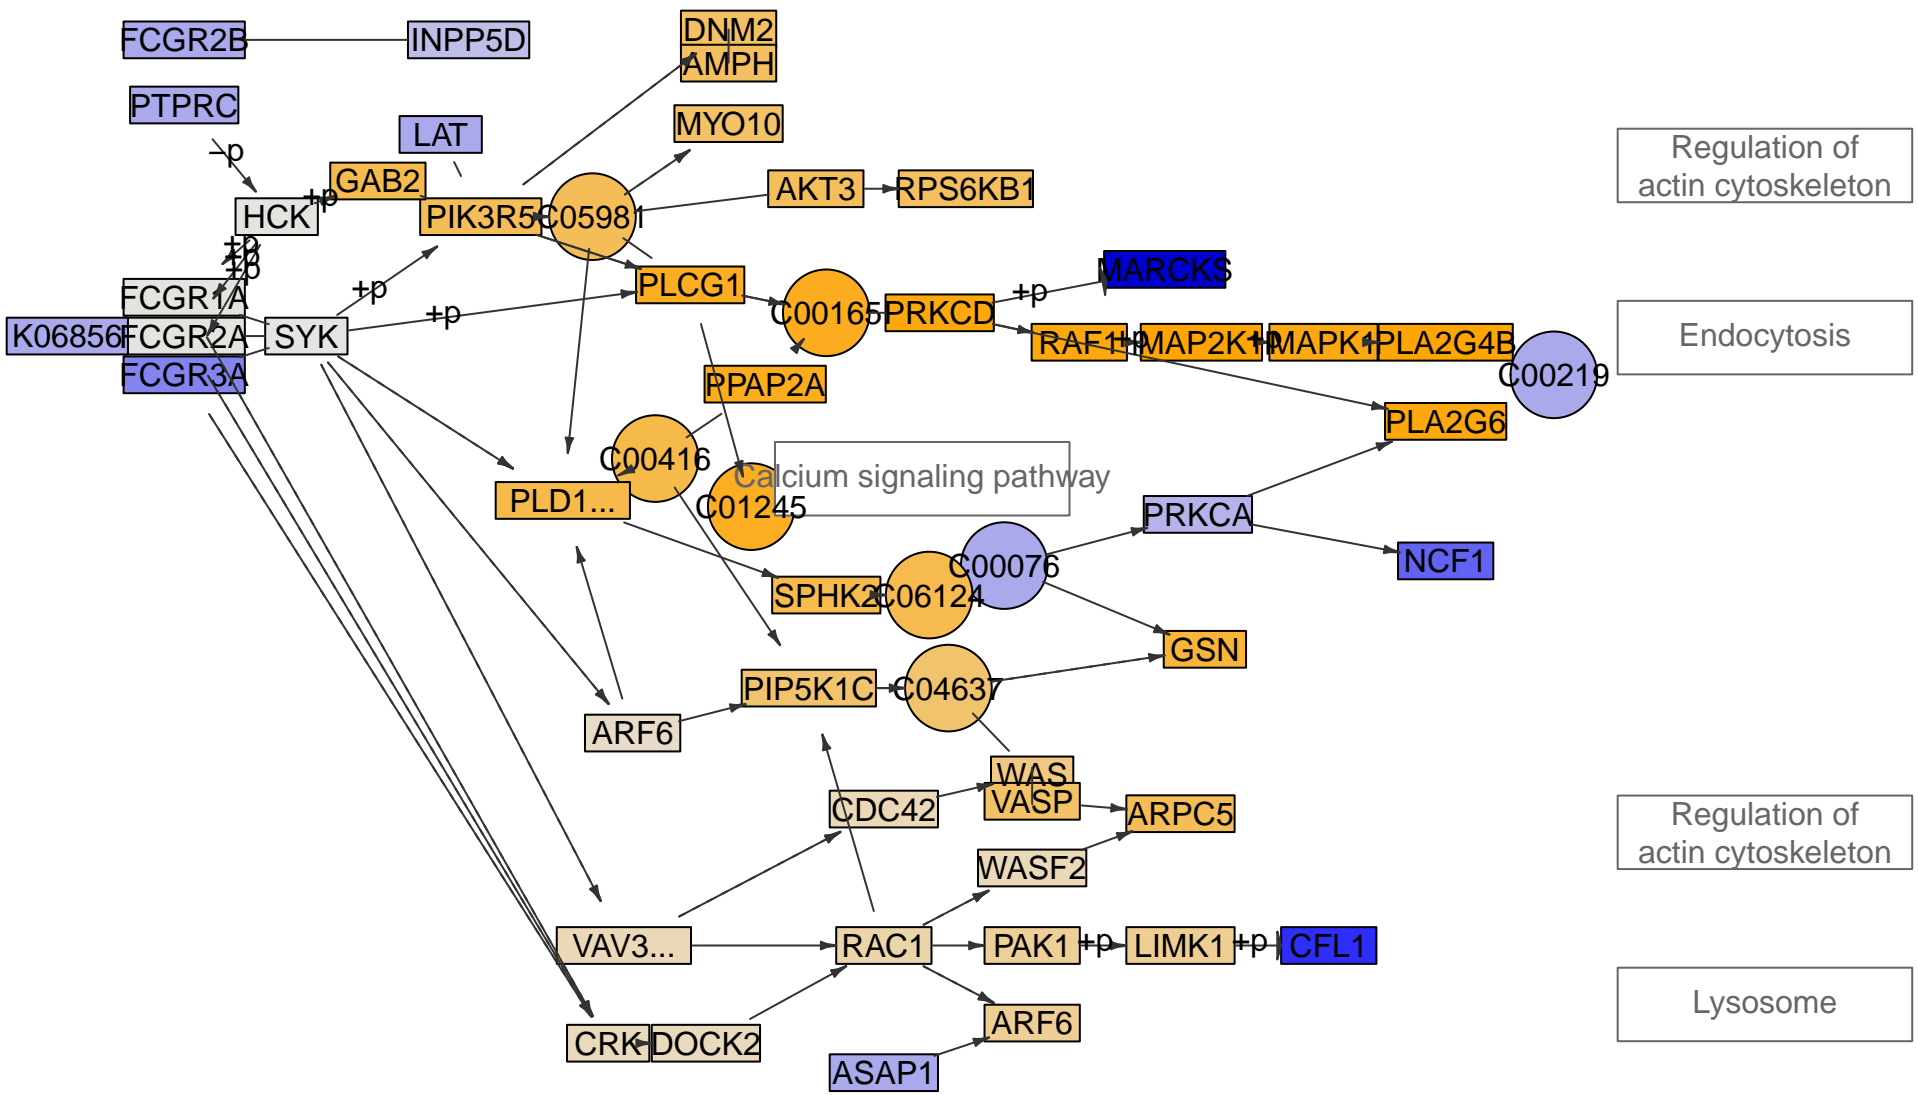 FCGR2B
INPP5D
DNM2
AMPH
PTPRC
LAT
MYO10
Regulation of
actin cytoskeleton
–p
GAB2
+p
HCK
PIK3R5
C05981
AKT3
RPS6KB1
+p
+p
+p
MARCKS
FCGR1A
+p
PLCG1
+p
K06856
FCGR2A
SYK
+p
C00165
PRKCD
RAF1
+p
MAP2K1
+p
MAPK1
PLA2G4B
Endocytosis
FCGR3A
PPAP2A
C00219
PLA2G6
C00416
Calcium signaling pathway
PLD1...
C01245
PRKCA
C00076
NCF1
SPHK2
C06124
GSN
PIP5K1C
C04637
ARF6
WAS
VASP
CDC42
ARPC5
Regulation of
actin cytoskeleton
WASF2
VAV3...
RAC1
PAK1
+p
LIMK1
+p
CFL1
Lysosome
ARF6
CRK
DOCK2
ASAP1